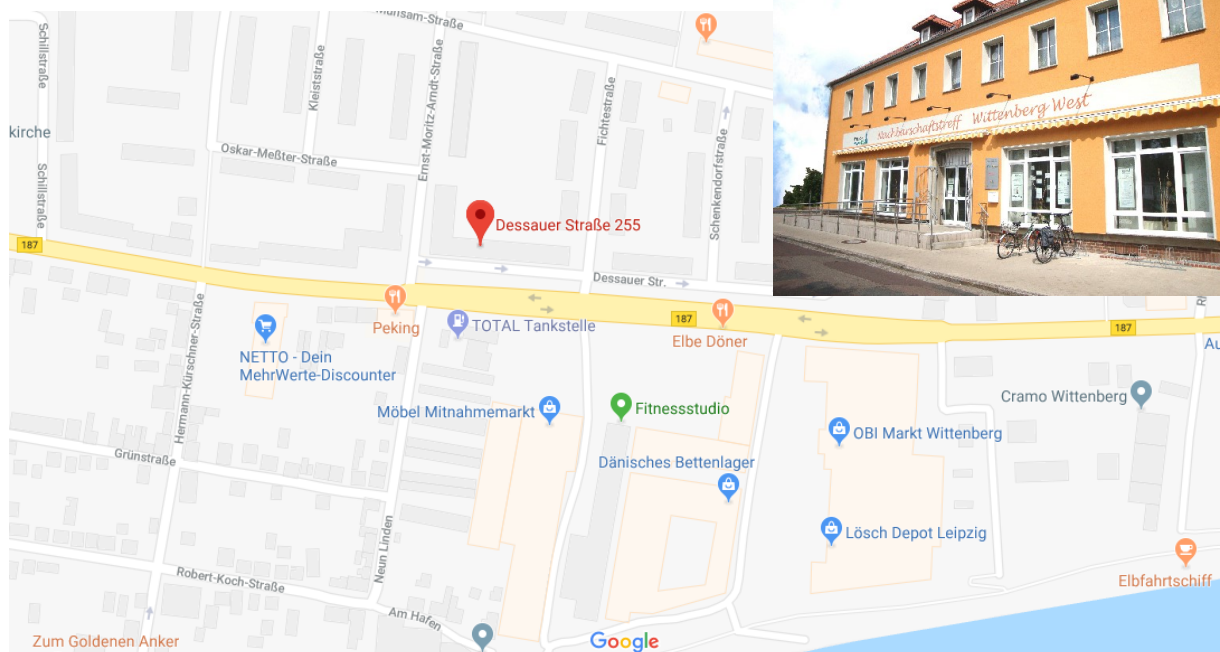 Mühsam-Straße
Schillstraße
Kleiststraße
Ernst-Moritz-Arndt-Straße
Fichtestraße
Schenkendorfstraße
kirche
Oskar-Meßter-Straße
Schillstraße
Nachbarschaftstreff Wittenberg West
Dessauer Straße 255
187
Dessauer Str.
187
187
Peking
TOTAL Tankstelle
Elbe Döner
NETTO - Dein
MehrWerte-Discounter
Hermann-Kürschner-Straße
Au
Möbel Mitnahmemarkt
Fitnessstudio
Cramo Wittenberg
OBI Markt Wittenberg
Grünstraße
Dänisches Bettenlager
Lösch Depot Leipzig
Neun Linden
Robert-Koch-Straße
Elbfahrtschiff
Am Hafen
Zum Goldenen Anker
Google